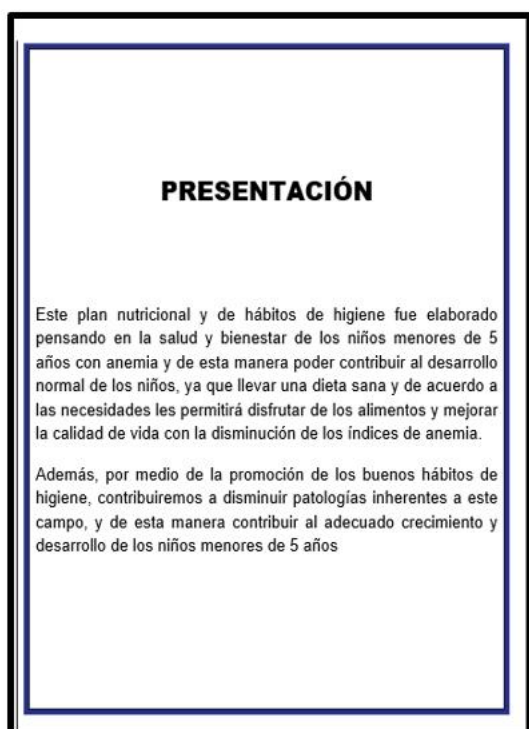 PRESENTACIÓN
Este plan nutricional y de hábitos de higiene fue elaborado
pensando en la salud y bienestar de los niños menores de 5
años con anemia y de esta manera poder contribuir al desarrollo
normal de los niños, ya que llevar una dieta sana y de acuerdo a
las necesidades les permitirá disfrutar de los alimentos y mejorar
la calidad de vida con la disminución de los índices de anemia.
Además, por medio de la promoción de los buenos hábitos de
higiene, contribuiremos a disminuir patologías inherentes a este
campo, y de esta manera contribuir al adecuado crecimiento y
desarrollo de los niños menores de 5 años